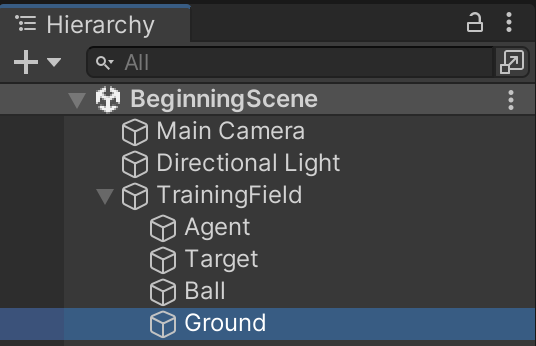 Hierarchy
All
BeginningScene
Main Camera
Directional Light
TrainingField
Agent
Target
Ball
Ground